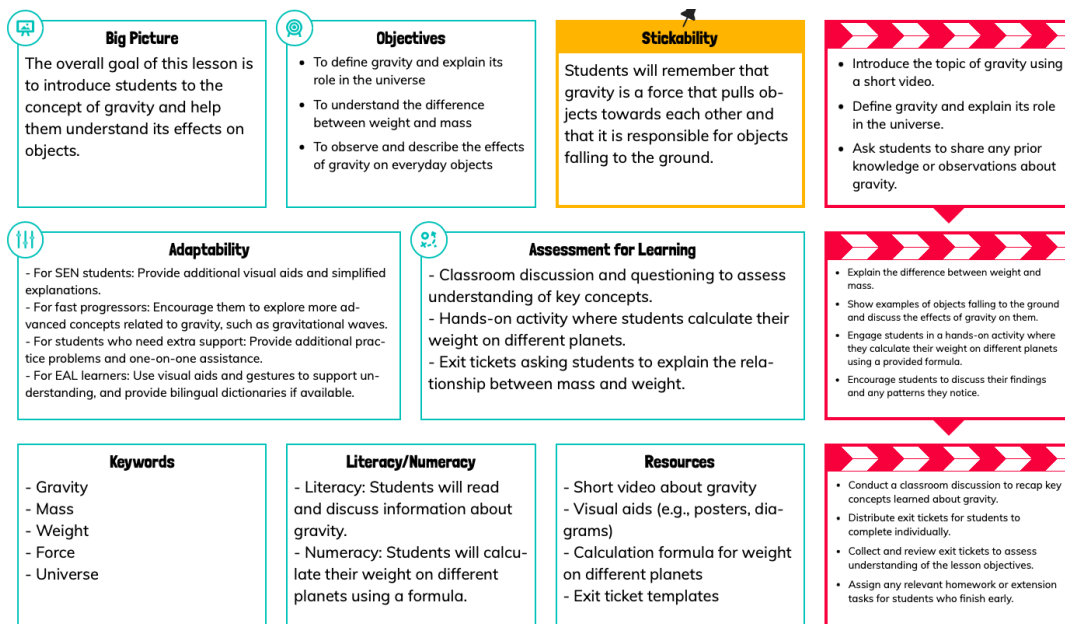 Big Picture
The overall goal of this lesson is
to introduce students to the
concept of gravity and help
them understand its effects on
objects.
Objectives
• To define gravity and explain its
role in the universe
• To understand the difference
between weight and mass
• To observe and describe the effects
of gravity on everyday objects
Stickability
Students will remember that
gravity is a force that pulls ob-
jects towards each other and
that it is responsible for objects
falling to the ground.
• Introduce the topic of gravity using
a short video.
• Define gravity and explain its role
in the universe.
• Ask students to share any prior
knowledge or observations about
gravity.
Adaptability
- For SEN students: Provide additional visual aids and simplified
explanations.
- For fast progressors: Encourage them to explore more ad-
vanced concepts related to gravity, such as gravitational waves.
- For students who need extra support: Provide additional prac-
tice problems and one-on-one assistance.
- For EAL learners: Use visual aids and gestures to support un-
derstanding, and provide bilingual dictionaries if available.
Assessment for Learning
- Classroom discussion and questioning to assess
understanding of key concepts.
- Hands-on activity where students calculate their
weight on different planets.
- Exit tickets asking students to explain the rela-
tionship between mass and weight.
• Explain the difference between weight and
mass.
• Show examples of objects falling to the ground
and discuss the effects of gravity on them.
• Engage students in a hands-on activity where
they calculate their weight on different planets
using a provided formula.
• Encourage students to discuss their findings
and any patterns they notice.
Keywords
- Gravity
- Mass
- Weight
- Force
- Universe
Literacy/Numeracy
- Literacy: Students will read
and discuss information about
gravity.
- Numeracy: Students will calcu-
late their weight on different
planets using a formula.
Resources
- Short video about gravity
- Visual aids (e.g., posters, dia-
grams)
- Calculation formula for weight
on different planets
- Exit ticket templates
• Conduct a classroom discussion to recap key
concepts learned about gravity.
• Distribute exit tickets for students to
complete individually.
• Collect and review exit tickets to assess
understanding of the lesson objectives.
• Assign any relevant homework or extension
tasks for students who finish early.